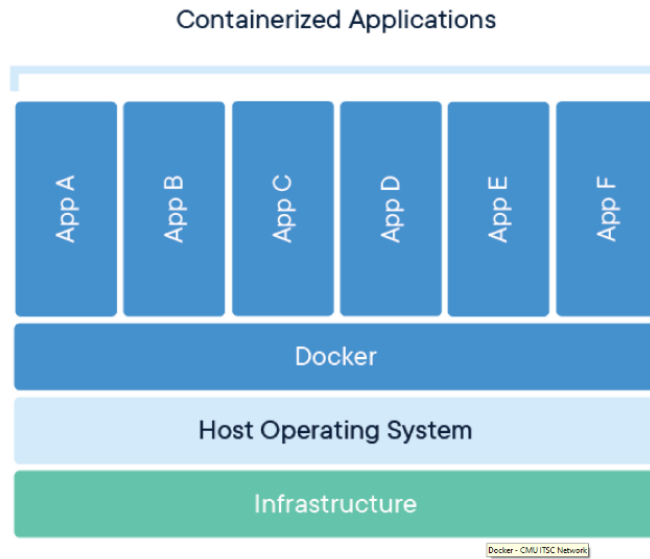 Containerized Applications
App A
App B
App C
App D
App E
App F
Docker
Host Operating System
Infrastructure
Docker - CMU ITSC Network